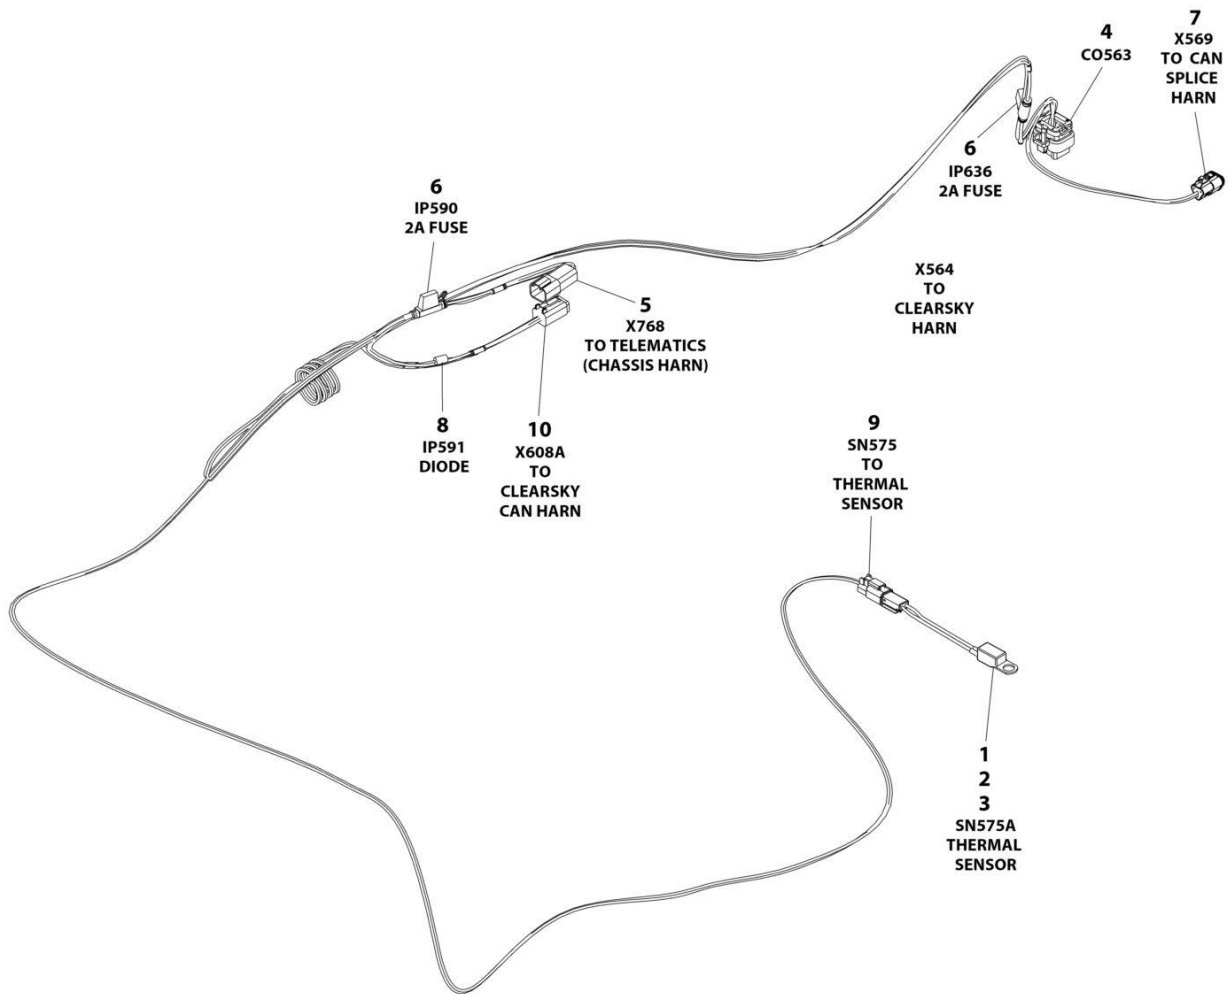 7
X569
TO CAN
SPLICE
HARN
4
CO563
6
IP636
2A FUSE
6
IP590
2A FUSE
X564
TO
CLEARSKY
HARN
5
X768
TO TELEMATICS
(CHASSIS HARN)
8
IP591
DIODE
10
X608A
TO
CLEARSKY
CAN HARN
9
SN575
TO
THERMAL
SENSOR
1
2
3
SN575A
THERMAL
SENSOR